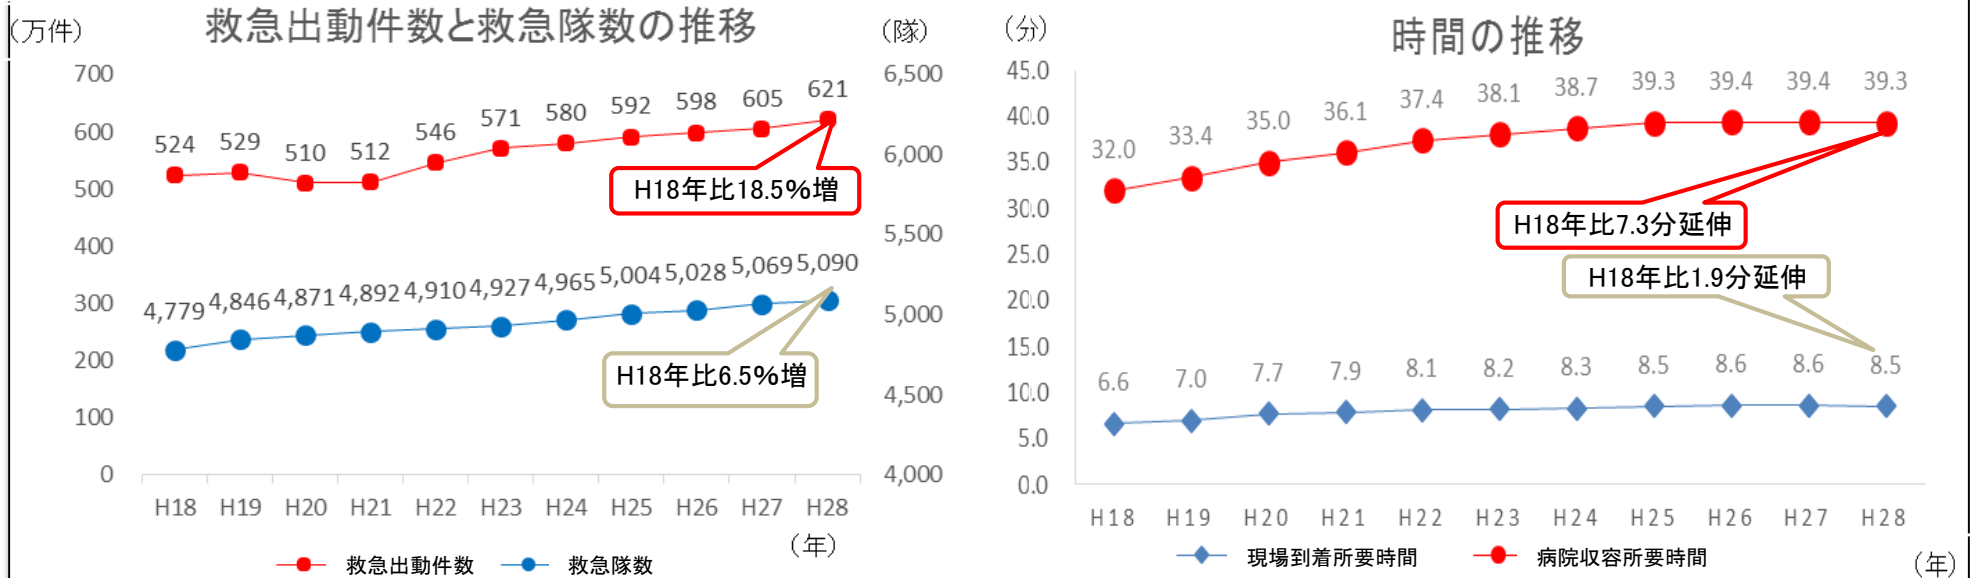 救急出動件数と救急隊数の推移
(万件)
(隊)
700
600
500
400
300
200
100
0
6,500
6,000
5,500
5,000
4,500
4,000
524 529 510 512 546 571 580 592 598 605 621
H18年比18.5%増
4,779 4,846 4,871 4,892 4,910 4,927 4,965 5,004 5,028 5,069 5,090
H18年比6.5%増
H18 H19 H20 H21 H22 H23 H24 H25 H26 H27 H28
(年)
救急出動件数 救急隊数
時間の推移
(分)
45.0
40.0
35.0
30.0
25.0
20.0
15.0
10.0
5.0
0.0
32.0 33.4 35.0 36.1 37.4 38.1 38.7 39.3 39.4 39.4 39.3
H18年比7.3分延伸
H18年比1.9分延伸
6.6 7.0 7.7 7.9 8.1 8.2 8.3 8.5 8.6 8.6 8.5
H18 H19 H20 H21 H22 H23 H24 H25 H26 H27 H28
現場到着所要時間 病院収容所要時間
(年)